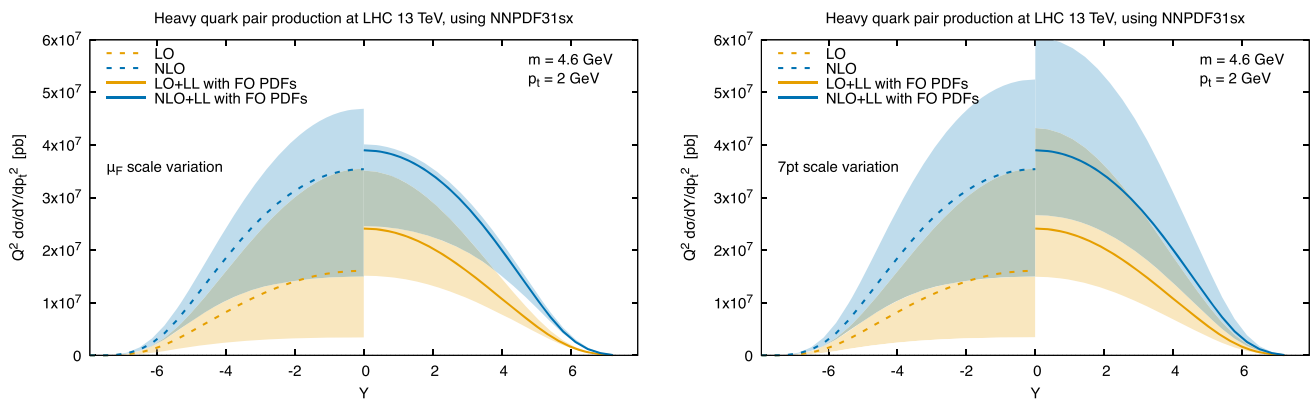 Heavy quark pair production at LHC 13 TeV, using NNPDF31sx
Q² dσ/dY/dpₜ² [pb]
6x10⁷
5x10⁷
4x10⁷
3x10⁷
2x10⁷
1x10⁷
0
LO
NLO
LO+LL with FO PDFs
NLO+LL with FO PDFs
m = 4.6 GeV
pₜ = 2 GeV
μF scale variation
-6 -4 -2 0 2 4 6
Y
Heavy quark pair production at LHC 13 TeV, using NNPDF31sx
Q² dσ/dY/dpₜ² [pb]
6x10⁷
5x10⁷
4x10⁷
3x10⁷
2x10⁷
1x10⁷
0
LO
NLO
LO+LL with FO PDFs
NLO+LL with FO PDFs
m = 4.6 GeV
pₜ = 2 GeV
7pt scale variation
-6 -4 -2 0 2 4 6
Y